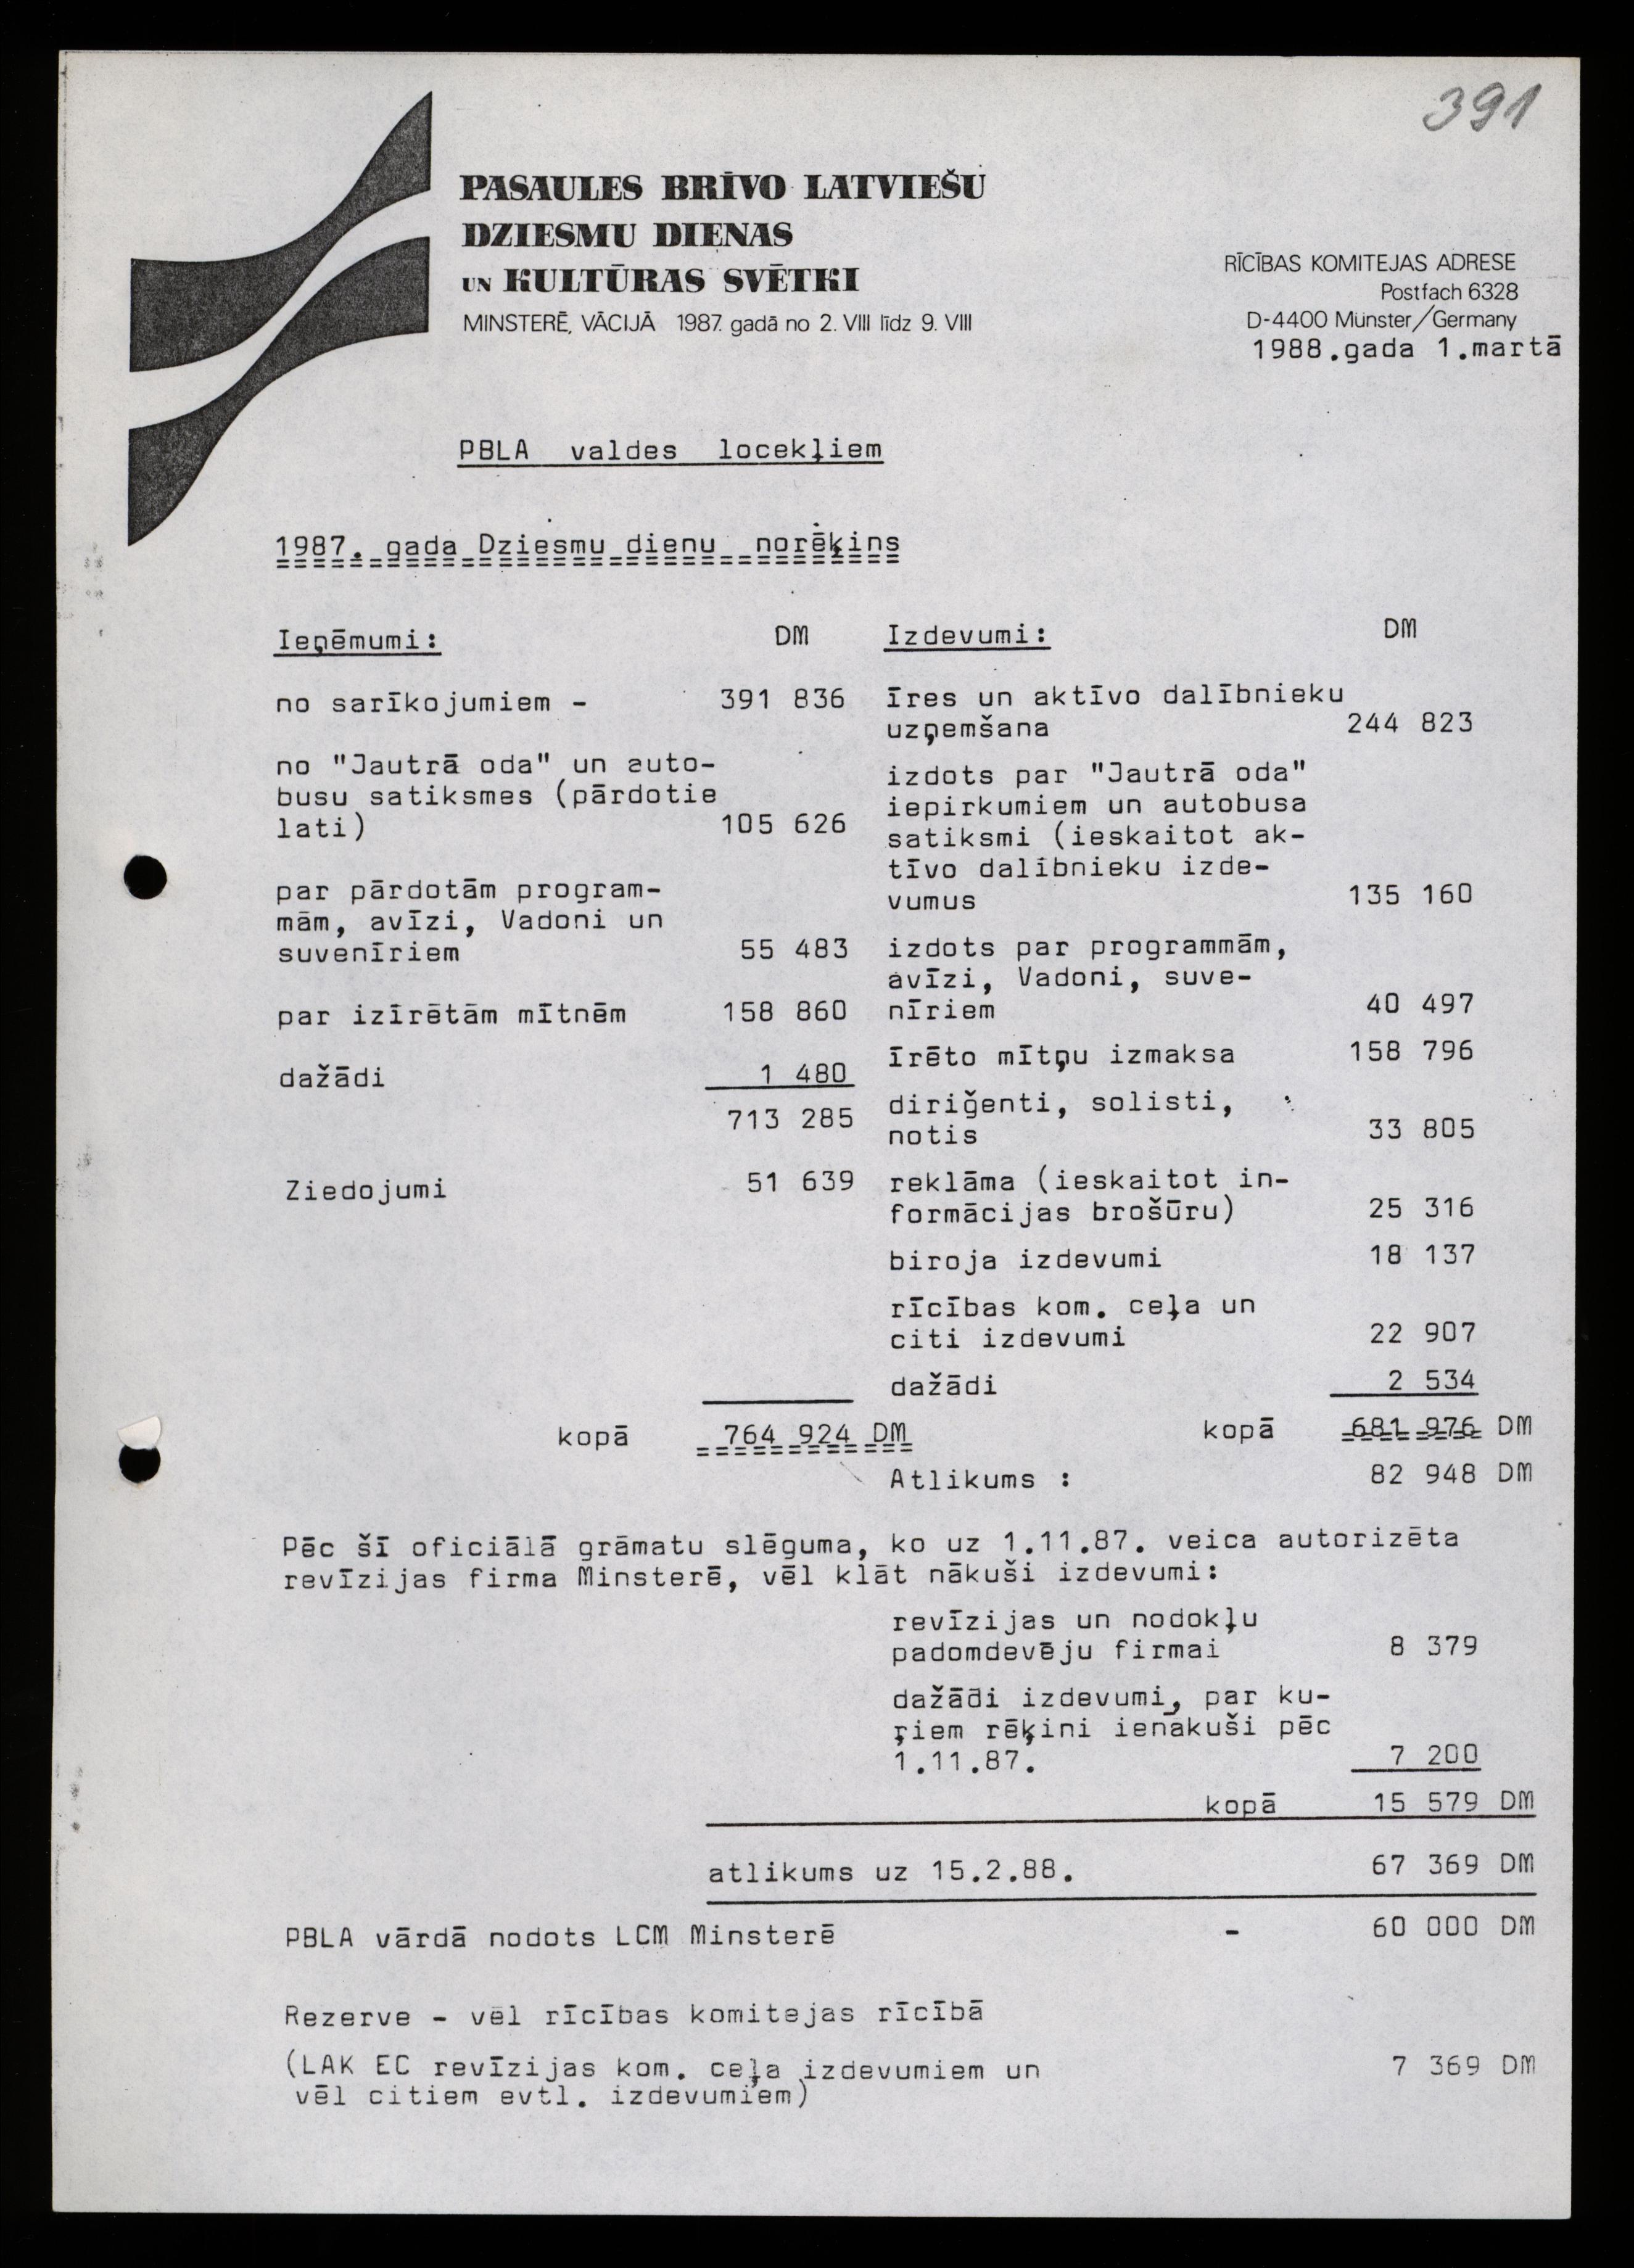 391
PASAULES BRĪVO LATVIEŠU
DZIESMU DIENAS
UN KULTŪRAS SVĒTKI
MINSTERĒ, VĀCIJĀ 1987. gadā no 2. VIII līdz 9. VIII
RĪCĪBAS KOMITEJAS ADRESE
Postfach 6328
D-4400 Münster/Germany
1988.gada 1.martā
PBLA valdes locekļiem
1987. gada Dziesmu dienu norēķins
Ieņēmumi: DM
no sarīkojumiem - 391 836
no "Jautrā oda" un auto-
busu satiksmes (pārdotie
lati) 105 626
par pārdotām program-
mām, avīzi, Vadoni un
suvenīriem 55 483
par izīrētām mītnēm 158 860
dažādi 1 480
713 285
Ziedojumi 51 639
kopā 764 924 DM
Izdevumi: DM
īres un aktīvo dalībnieku
uzņemšana 244 823
izdots par "Jautrā oda"
iepirkumiem un autobusa
satiksmi (ieskaitot ak-
tīvo dalībnieku izde-
vumus 135 160
izdots par programmām,
avīzi, Vadoni, suve-
nīriem 40 497
īrēto mītņu izmaksa 158 796
diriģenti, solisti,
notis 33 805
reklāma (ieskaitot in-
formācijas brošūru) 25 316
biroja izdevumi 18 137
rīcības kom. ceļa un
citi izdevumi 22 907
dažādi 2 534
kopā 681 976 DM
Atlikums : 82 948 DM
Pēc šī oficiālā grāmatu slēguma, ko uz 1.11.87. veica autorizēta
revīzijas firma Minsterē, vēl klāt nākuši izdevumi:
revīzijas un nodokļu
padomdevēju firmai 8 379
dažādi izdevumi, par ku-
ŗiem rēķini ienākuši pēc
1.11.87. 7 200
kopā 15 579 DM
atlikums uz 15.2.88. 67 369 DM
PBLA vārdā nodots LCM Minsterē - 60 000 DM
Rezerve - vēl rīcības komitejas rīcībā
(LAK EC revīzijas kom. ceļa izdevumiem un 7 369 DM
vēl citiem evtl. izdevumiem)